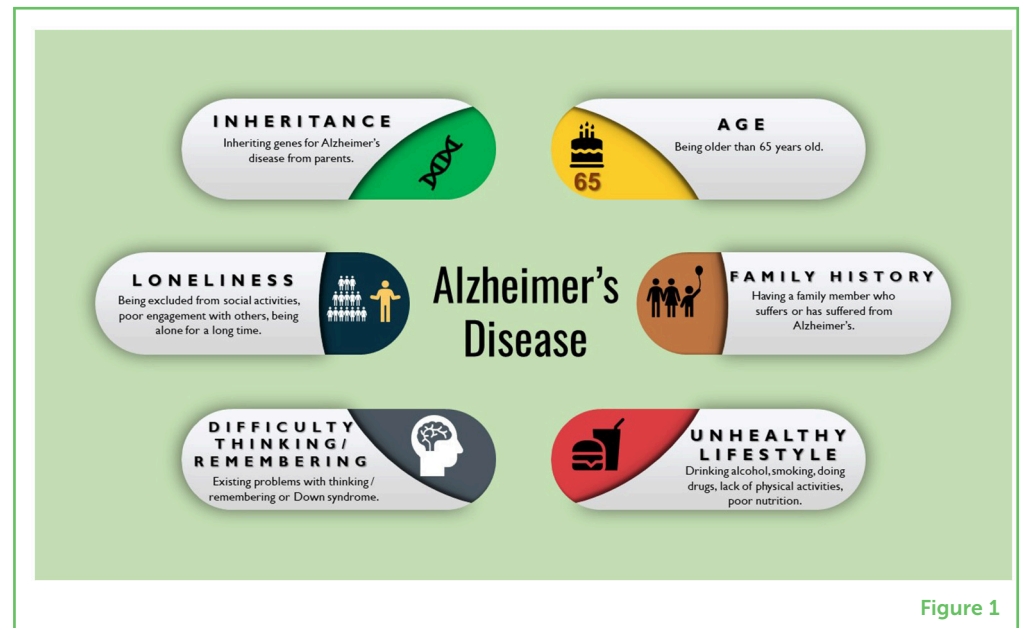 INHERITANCE
Inheriting genes for Alzheimer's
disease from parents.
AGE
Being older than 65 years old.
65
LONELINESS
Being excluded from social activities,
poor engagement with others, being
alone for a long time.
Alzheimer's
Disease
FAMILY HISTORY
Having a family member who
suffers or has suffered from
Alzheimer's.
DIFFICULTY
THINKING/
REMEMBERING
Existing problems with thinking/
remembering or Down syndrome.
UNHEALTHY
LIFESTYLE
Drinking alcohol, smoking, doing
drugs, lack of physical activities,
poor nutrition.
Figure 1